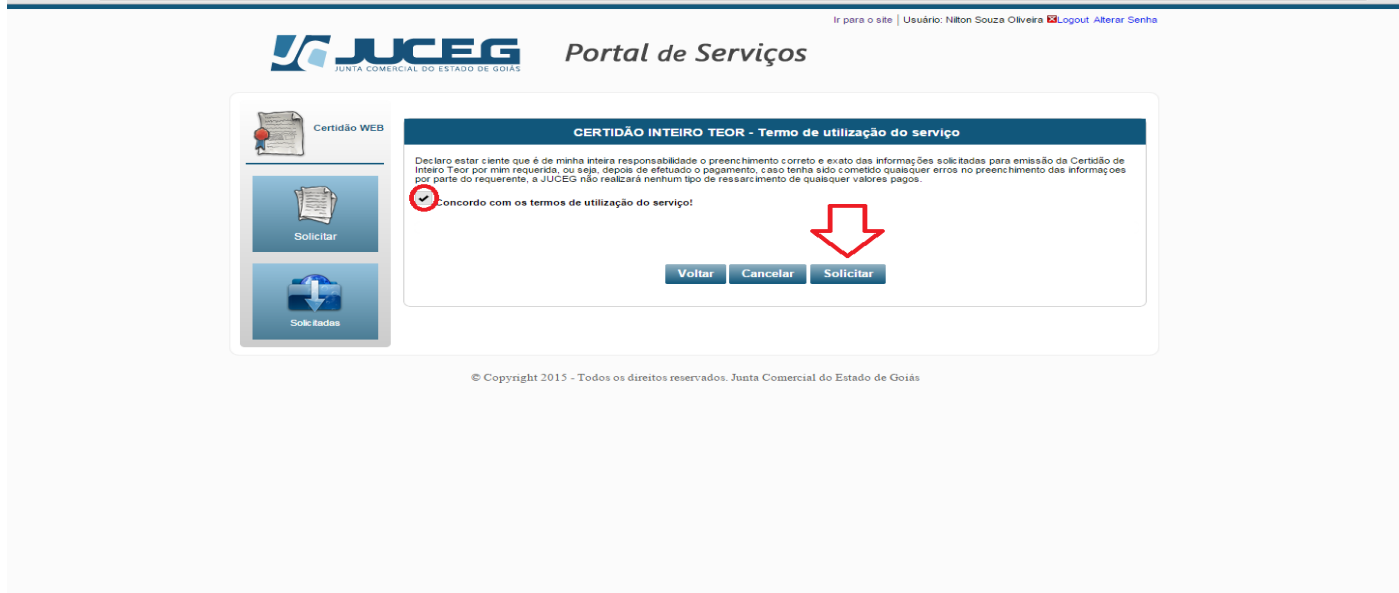 Ir para o site | Usuário: Nilton Souza Oliveira Logout Alterar Senha
JUCEG
JUNTA COMERCIAL DO ESTADO DE GOIÁS
Portal de Serviços
Certidão WEB
CERTIDÃO INTEIRO TEOR - Termo de utilização do serviço
Declaro estar ciente que é de minha inteira responsabilidade o preenchimento correto e exato das informações solicitadas para emissão da Certidão de
Inteiro Teor por mim requerida, ou seja, depois de efetuado o pagamento, caso tenha sido cometido quaisquer erros no preenchimento das informaçoes
por parte do requerente, a JUCEG não realizará nenhum tipo de ressarcimento de quaisquer valores pagos.
Concordo com os termos de utilização do serviço!
Solicitar
Voltar Cancelar Solicitar
Solicitadas
© Copyright 2015 - Todos os direitos reservados. Junta Comercial do Estado de Goiás